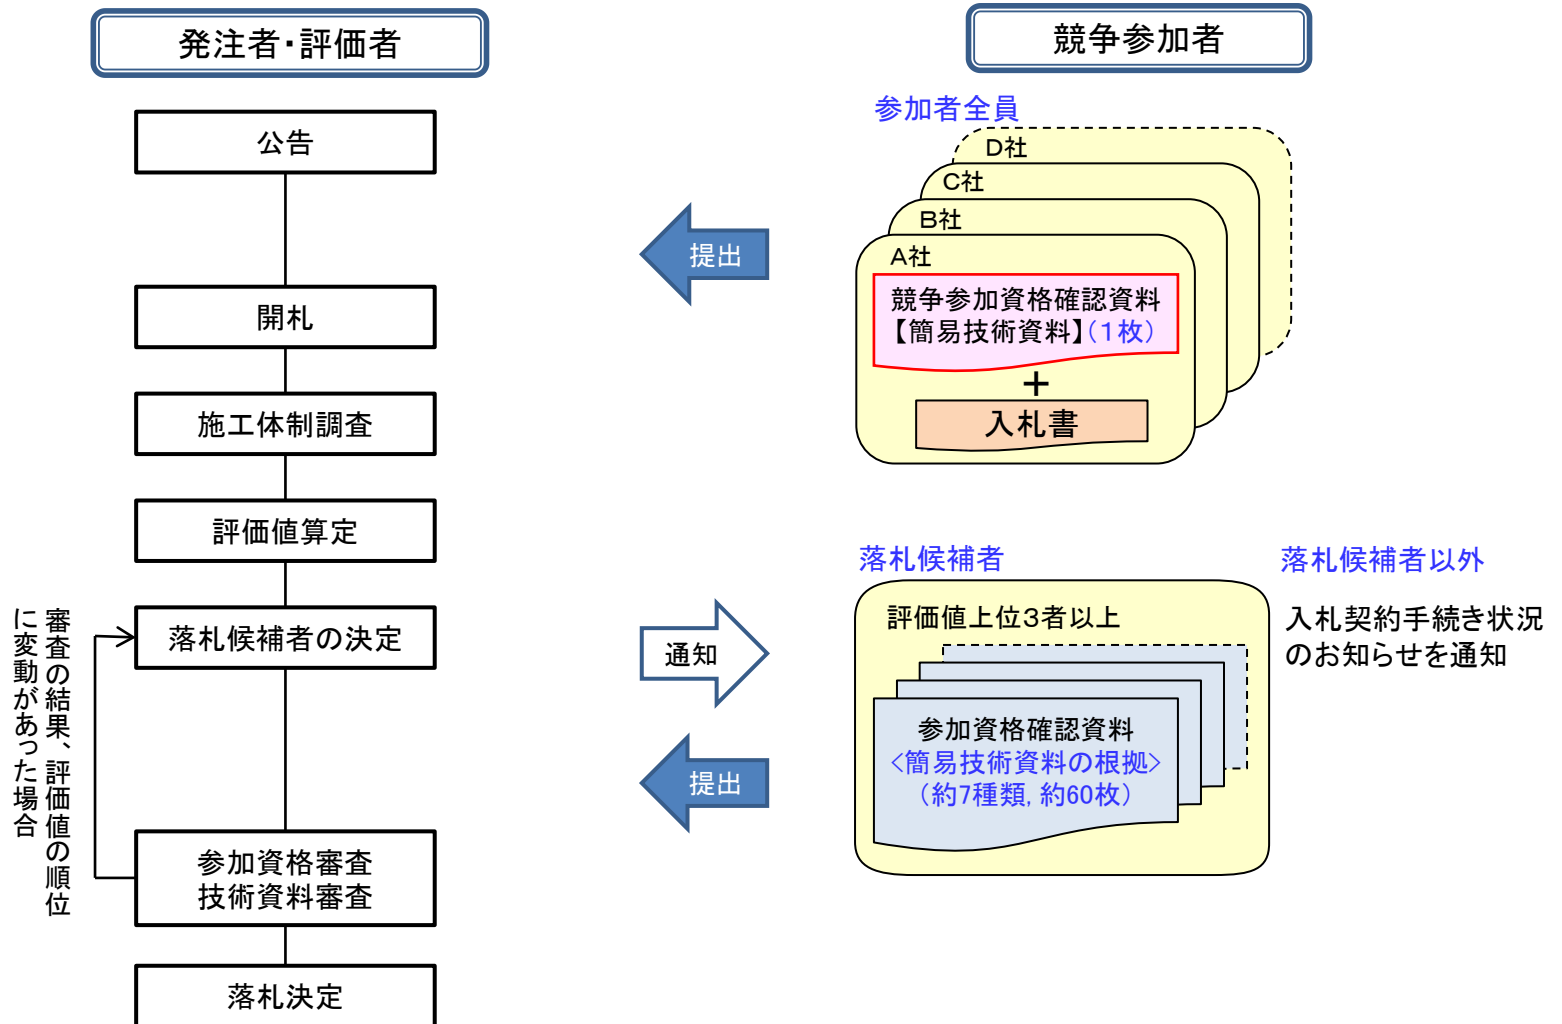 発注者・評価者
競争参加者
公告
開札
施工体制調査
評価値算定
落札候補者の決定
参加資格審査
技術資料審査
落札決定
審査の結果、評価値の順位
に変動があった場合
提出
通知
提出
参加者全員
D社
C社
B社
A社
競争参加資格確認資料
【簡易技術資料】（1枚）
＋
入札書
落札候補者
評価値上位3者以上
参加資格確認資料
<簡易技術資料の根拠>
（約7種類，約60枚）
落札候補者以外
入札契約手続き状況
のお知らせを通知